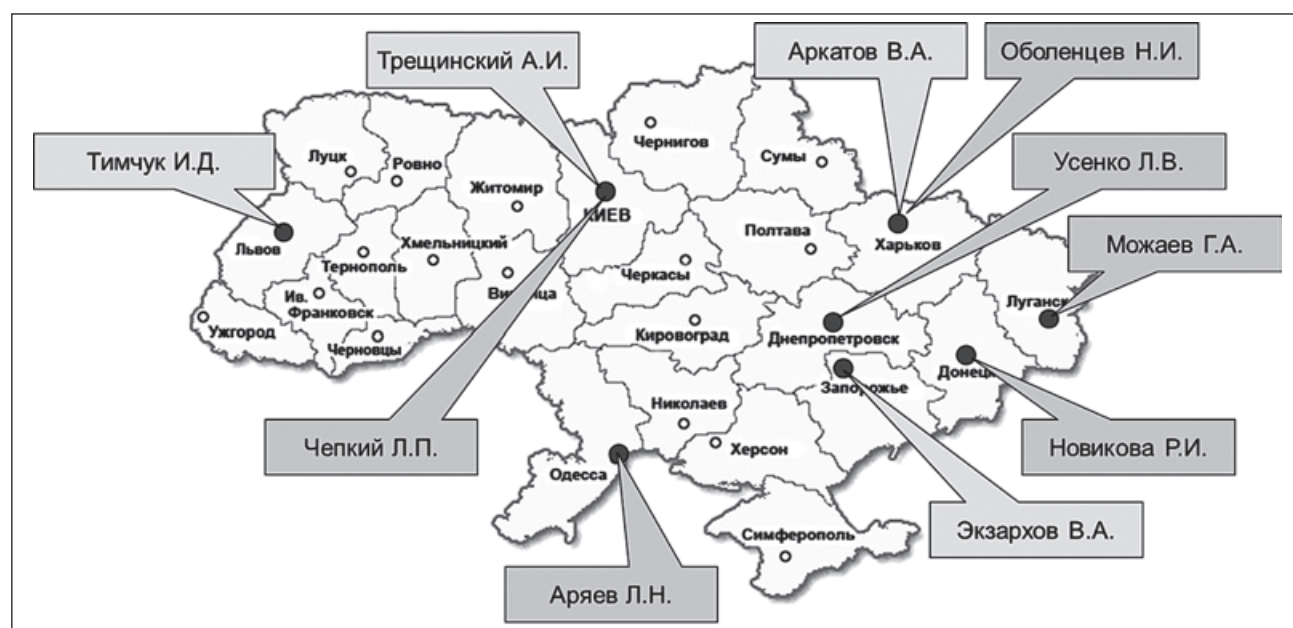 Трещинский А.И.
Аркатов В.А.
Оболенцев Н.И.
Тимчук И.Д.
Усенко Л.В.
Можаев Г.А.
Чепкий Л.П.
Новикова Р.И.
Экзархов В.А.
Аряев Л.Н.
Луцк
Ровно
Житомир
Чернигов
Сумы
КИЕВ
Львов
Тернополь
Хмельницкий
Полтава
Харьков
Черкасы
Ив.
Франковск
Винница
Луганск
Ужгород
Черновцы
Кировоград
Днепропетровск
Донецк
Запорожье
Николаев
Херсон
Одесса
Симферополь